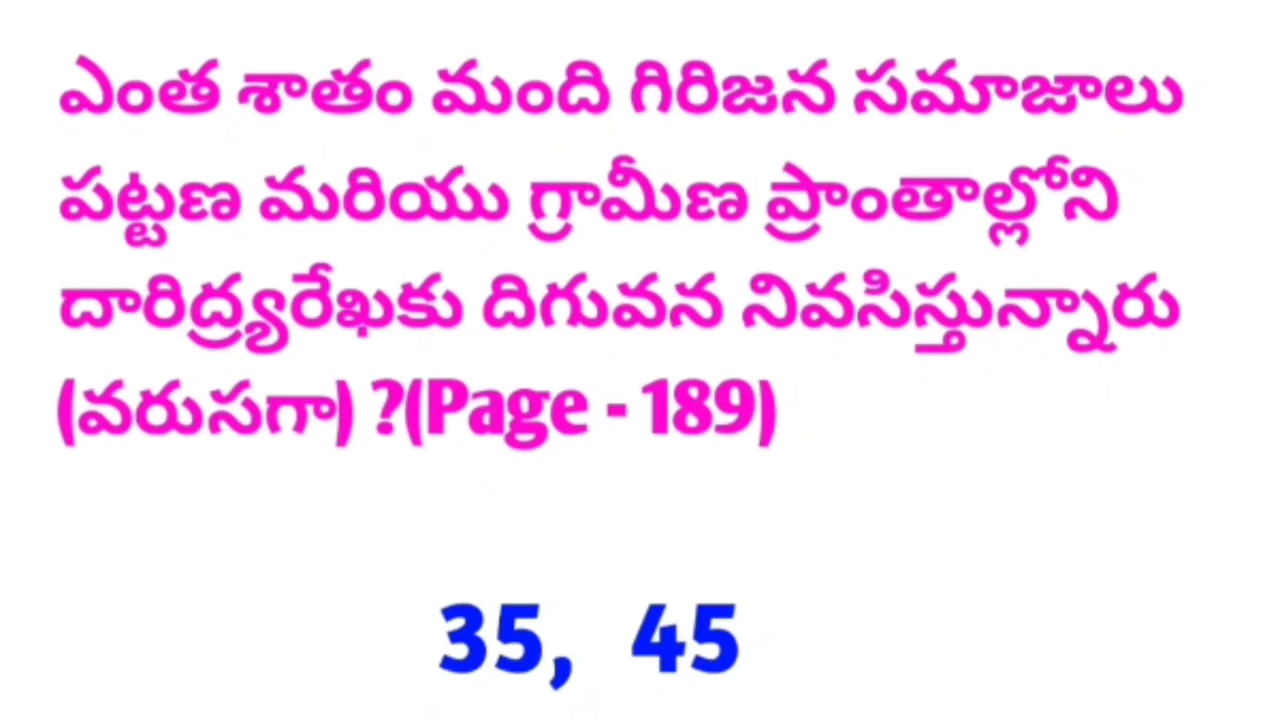 ఎంత శాతం మంది గిరిజన సమాజాలు
పట్టణ మరియు గ్రామీణ ప్రాంతాల్లోని
దారిద్ర్యరేఖకు దిగువన నివసిస్తున్నారు
(వరుసగా) ?(Page - 189)
35, 45